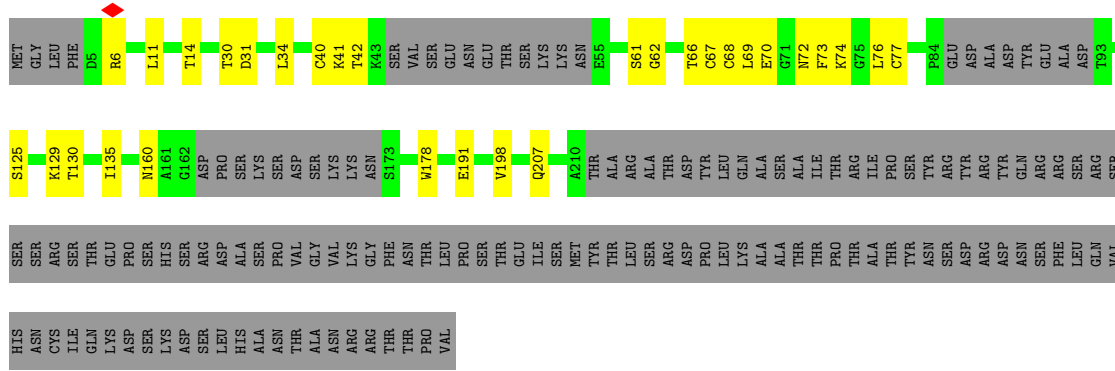 MET GLY LEU PHE D5 R6 L11 T14 T30 D31 L34 C40 K41 T42 K43 SER VAL SER GLU ASN GLU THR SER LYS LYS ASN E55 S61 G62 T66 C67 C68 L69 E70 G71 N72 F73 K74 G75 L76 C77 P84 GLU ASP ALA ASP TYR GLU ALA ASP T93
S125 K129 T130 I135 N160 A161 G162 ASP PRO SER LYS SER ASP SER LYS LYS ASN S173 W178 E191 V198 Q207 A210 THR ALA ARG ALA THR ASP TYR LEU GLN ALA SER ALA ILE THR ARG ILE PRO SER TYR ARG TYR ARG TYR GLN ARG ARG SER ARG SER
SER SER ARG SER THR GLU PRO SER HIS SER ARG ASP ALA SER PRO VAL GLY VAL LYS GLY PHE ASN THR LEU PRO SER THR GLU ILE SER MET TYR THR LEU SER ARG ASP PRO LEU LYS ALA ALA THR THR PRO THR ALA THR TYR ASN SER ASP ARG ASP ASN SER PHE LEU GLN VAL
HIS ASN CYS ILE GLN LYS ASP SER LYS ASP SER LEU HIS ALA ASN THR ALA ASN ARG ARG THR THR PRO VAL